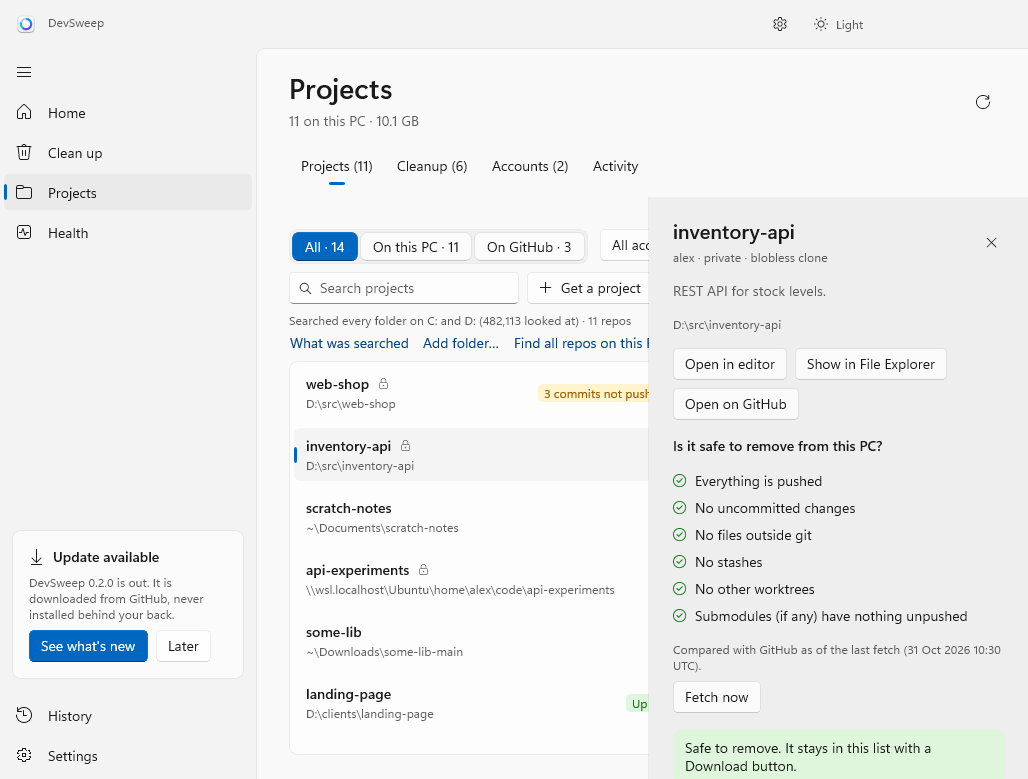 DevSweep
Light
Home
Clean up
Projects
Health
Update available
DevSweep 0.2.0 is out. It is
downloaded from GitHub, never
installed behind your back.
See what's new
Later
History
Settings
Projects
11 on this PC · 10.1 GB
Projects (11)
Cleanup (6)
Accounts (2)
Activity
All · 14
On this PC · 11
On GitHub · 3
All acc
Search projects
Get a project
Searched every folder on C: and D: (482,113 looked at) · 11 repos
What was searched
Add folder...
Find all repos on this
web-shop
D:\src\web-shop
3 commits not push
inventory-api
D:\src\inventory-api
scratch-notes
~\Documents\scratch-notes
api-experiments
\\wsl.localhost\Ubuntu\home\alex\code\api-experiments
some-lib
~\Downloads\some-lib-main
landing-page
D:\clients\landing-page
Up
inventory-api
alex · private · blobless clone
REST API for stock levels.
D:\src\inventory-api
Open in editor
Show in File Explorer
Open on GitHub
Is it safe to remove from this PC?
Everything is pushed
No uncommitted changes
No files outside git
No stashes
No other worktrees
Submodules (if any) have nothing unpushed
Compared with GitHub as of the last fetch (31 Oct 2026 10:30
UTC).
Fetch now
Safe to remove. It stays in this list with a
Download button.